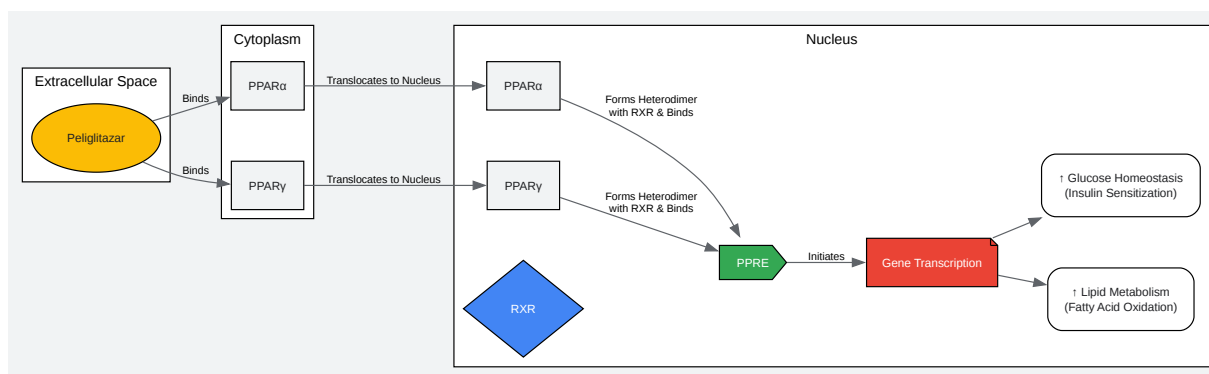 Extracellular Space
Peliglitazar
Binds
Binds
Cytoplasm
PPARα
PPARγ
Translocates to Nucleus
Translocates to Nucleus
Nucleus
PPARα
PPARγ
RXR
Forms Heterodimer
with RXR & Binds
Forms Heterodimer
with RXR & Binds
PPRE
Initiates
Gene Transcription
↑ Glucose Homeostasis
(Insulin Sensitization)
↑ Lipid Metabolism
(Fatty Acid Oxidation)